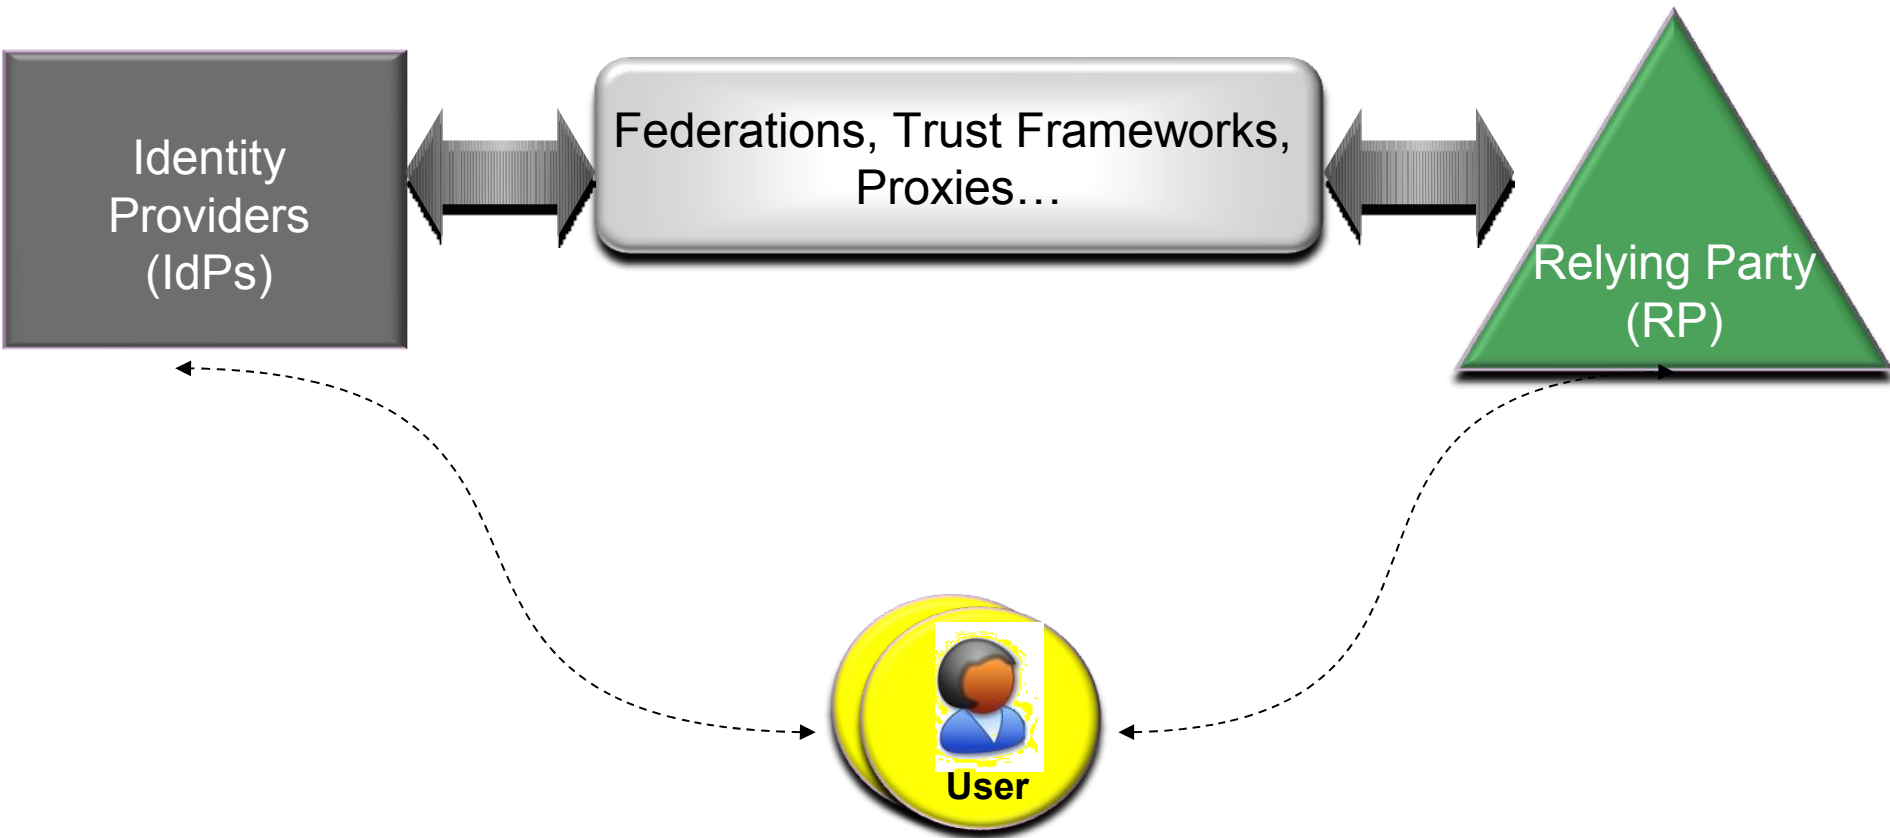 Identity
Providers
(IdPs)
Federations, Trust Frameworks,
Proxies…
Relying Party
(RP)
User